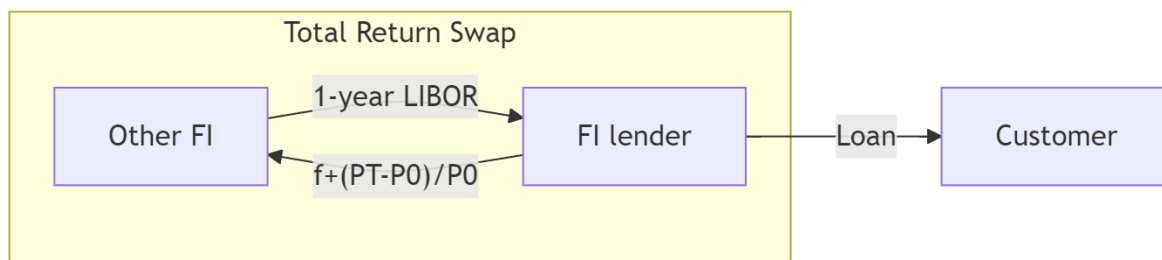 Total Return Swap
1-year LIBOR
Other FI
FI lender
Loan
Customer
f+(PT-P0)/P0